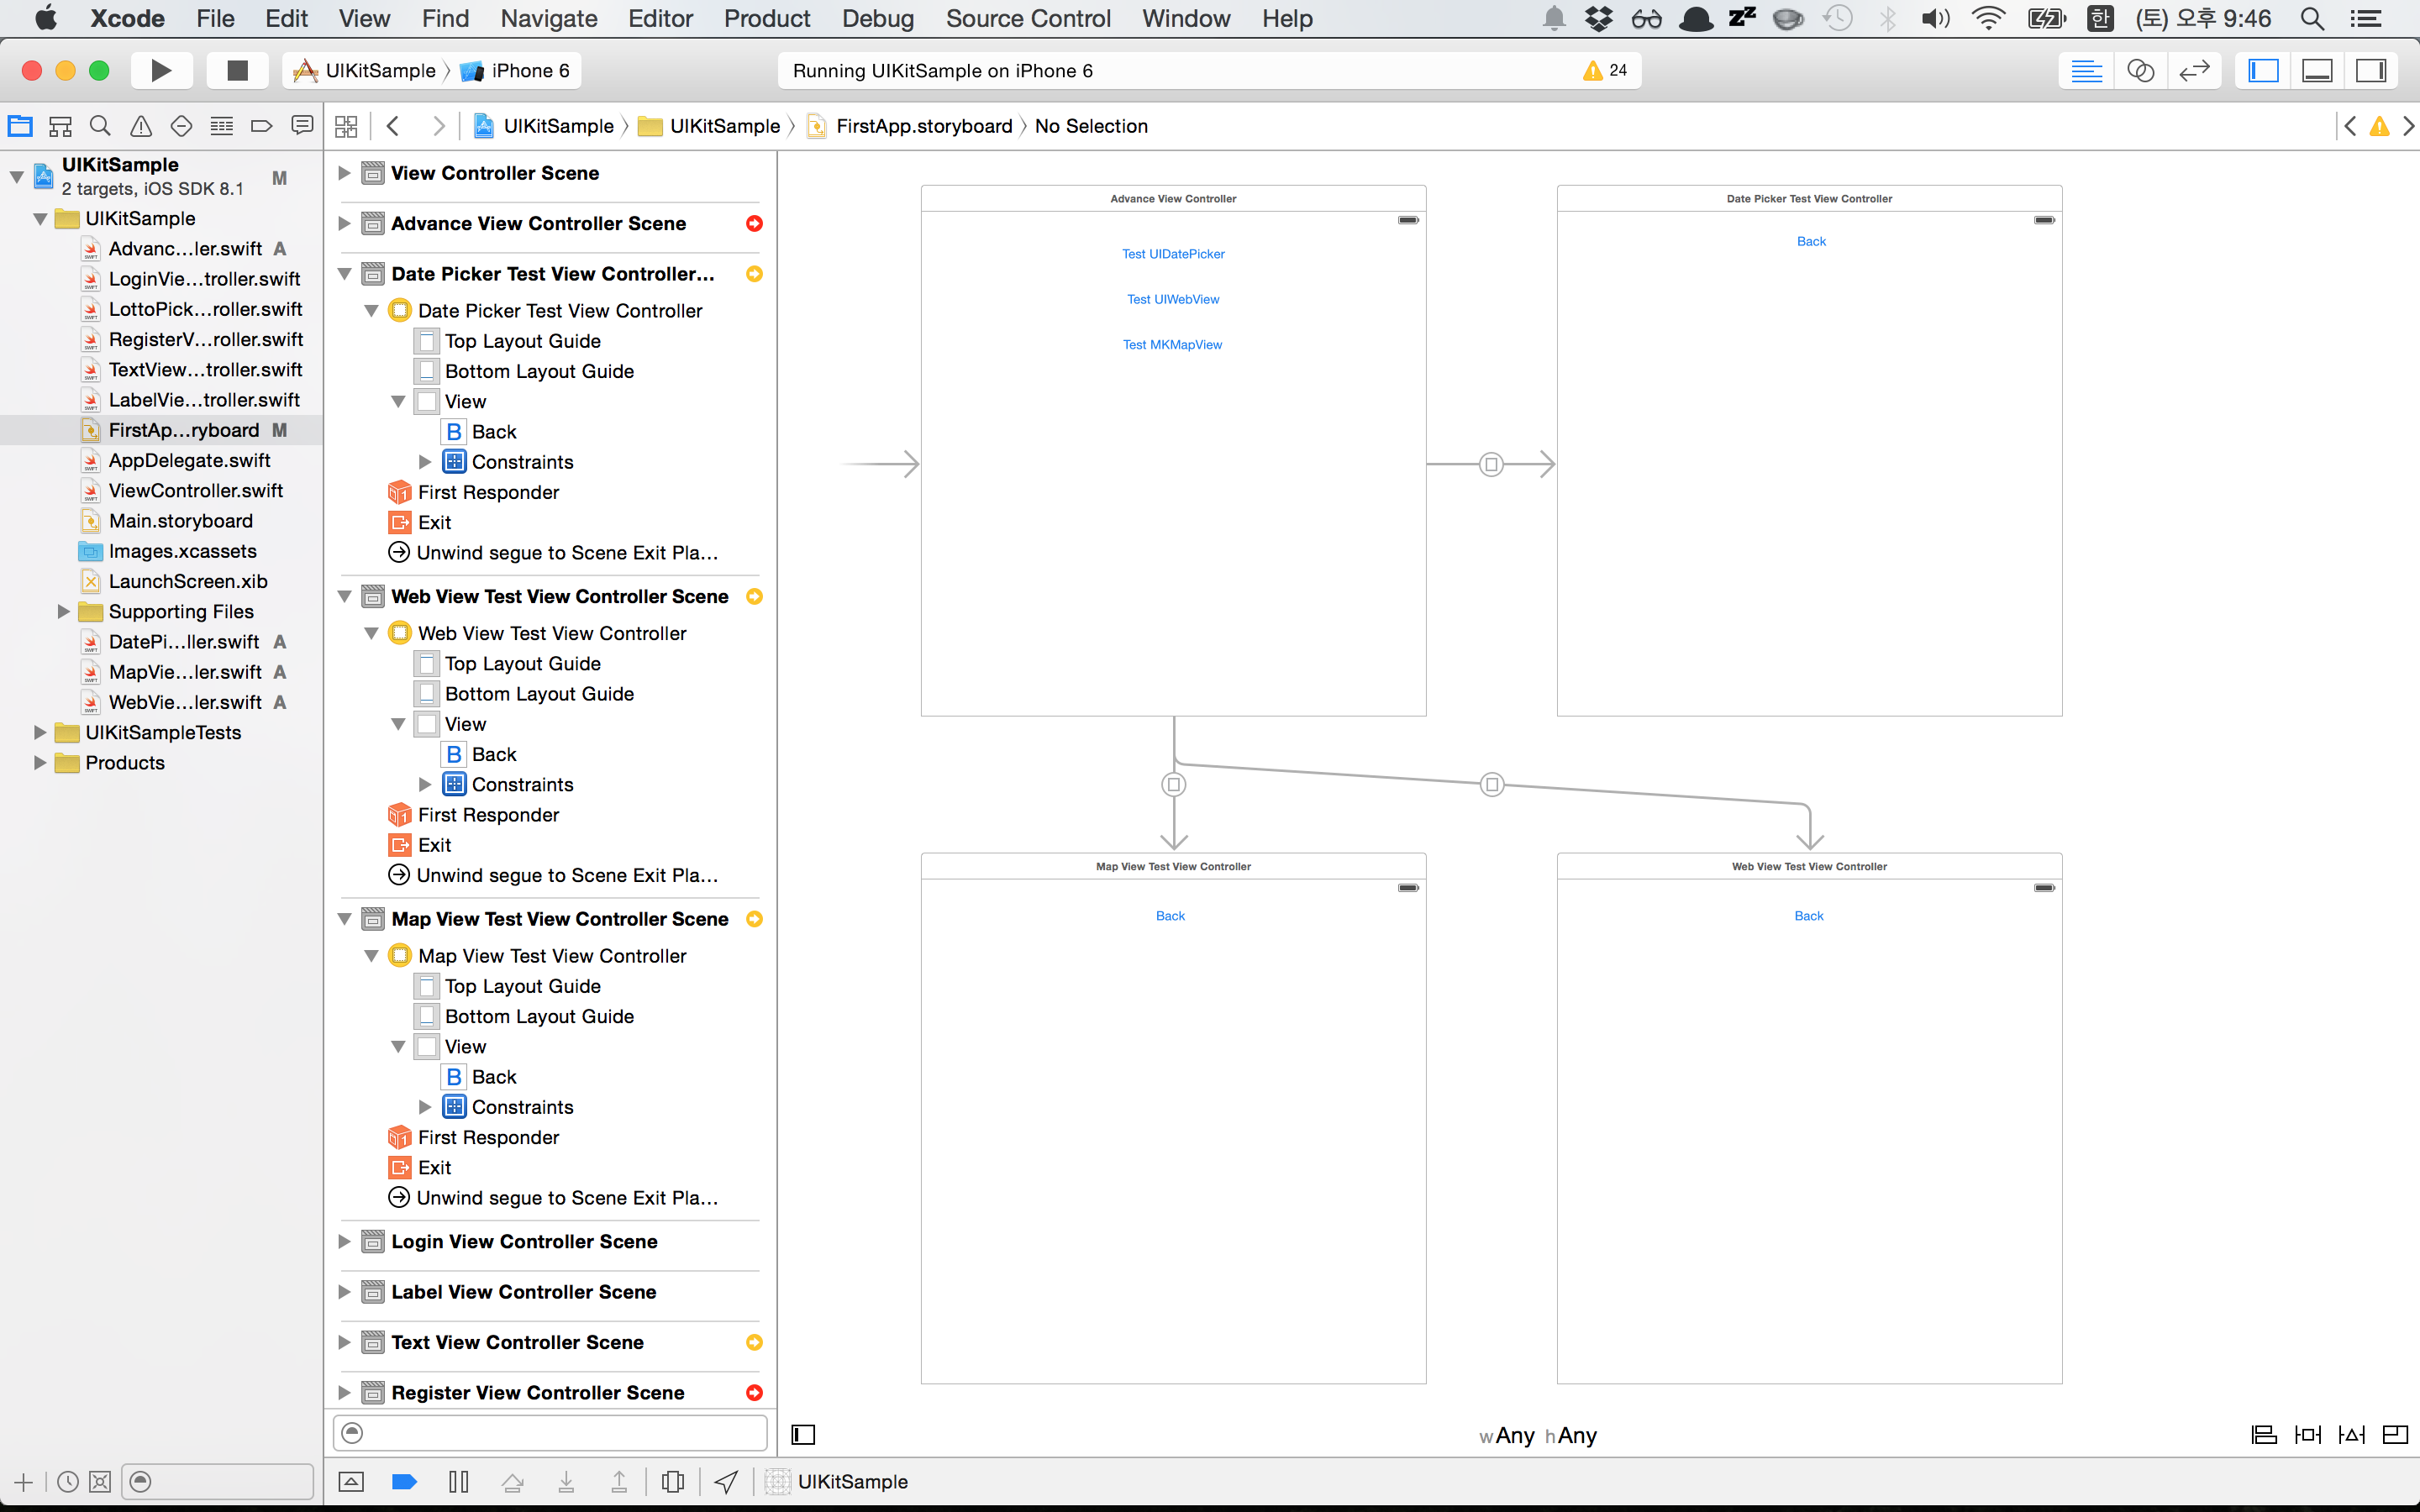 Xcode File Edit View Find Navigate Editor Product Debug Source Control Window Help 한 (토) 오후 9:46
UIKitSample iPhone 6 Running UIKitSample on iPhone 6 24
UIKitSample UIKitSample FirstApp.storyboard No Selection
UIKitSample
2 targets, iOS SDK 8.1 M
UIKitSample
Advanc...ler.swift A
LoginVie...troller.swift
LottoPick...roller.swift
RegisterV...roller.swift
TextView...troller.swift
LabelVie...troller.swift
FirstAp...ryboard M
AppDelegate.swift
ViewController.swift
Main.storyboard
Images.xcassets
LaunchScreen.xib
Supporting Files
DatePi...ller.swift A
MapVie...ler.swift A
WebVie...ler.swift A
UIKitSampleTests
Products
View Controller Scene
Advance View Controller Scene
Date Picker Test View Controller...
Date Picker Test View Controller
Top Layout Guide
Bottom Layout Guide
View
B Back
Constraints
First Responder
Exit
Unwind segue to Scene Exit Pla...
Web View Test View Controller Scene
Web View Test View Controller
Top Layout Guide
Bottom Layout Guide
View
B Back
Constraints
First Responder
Exit
Unwind segue to Scene Exit Pla...
Map View Test View Controller Scene
Map View Test View Controller
Top Layout Guide
Bottom Layout Guide
View
B Back
Constraints
First Responder
Exit
Unwind segue to Scene Exit Pla...
Login View Controller Scene
Label View Controller Scene
Text View Controller Scene
Register View Controller Scene
Advance View Controller
Test UIDatePicker
Test UIWebView
Test MKMapView
Date Picker Test View Controller
Back
Map View Test View Controller
Back
Web View Test View Controller
Back
wAny hAny
UIKitSample